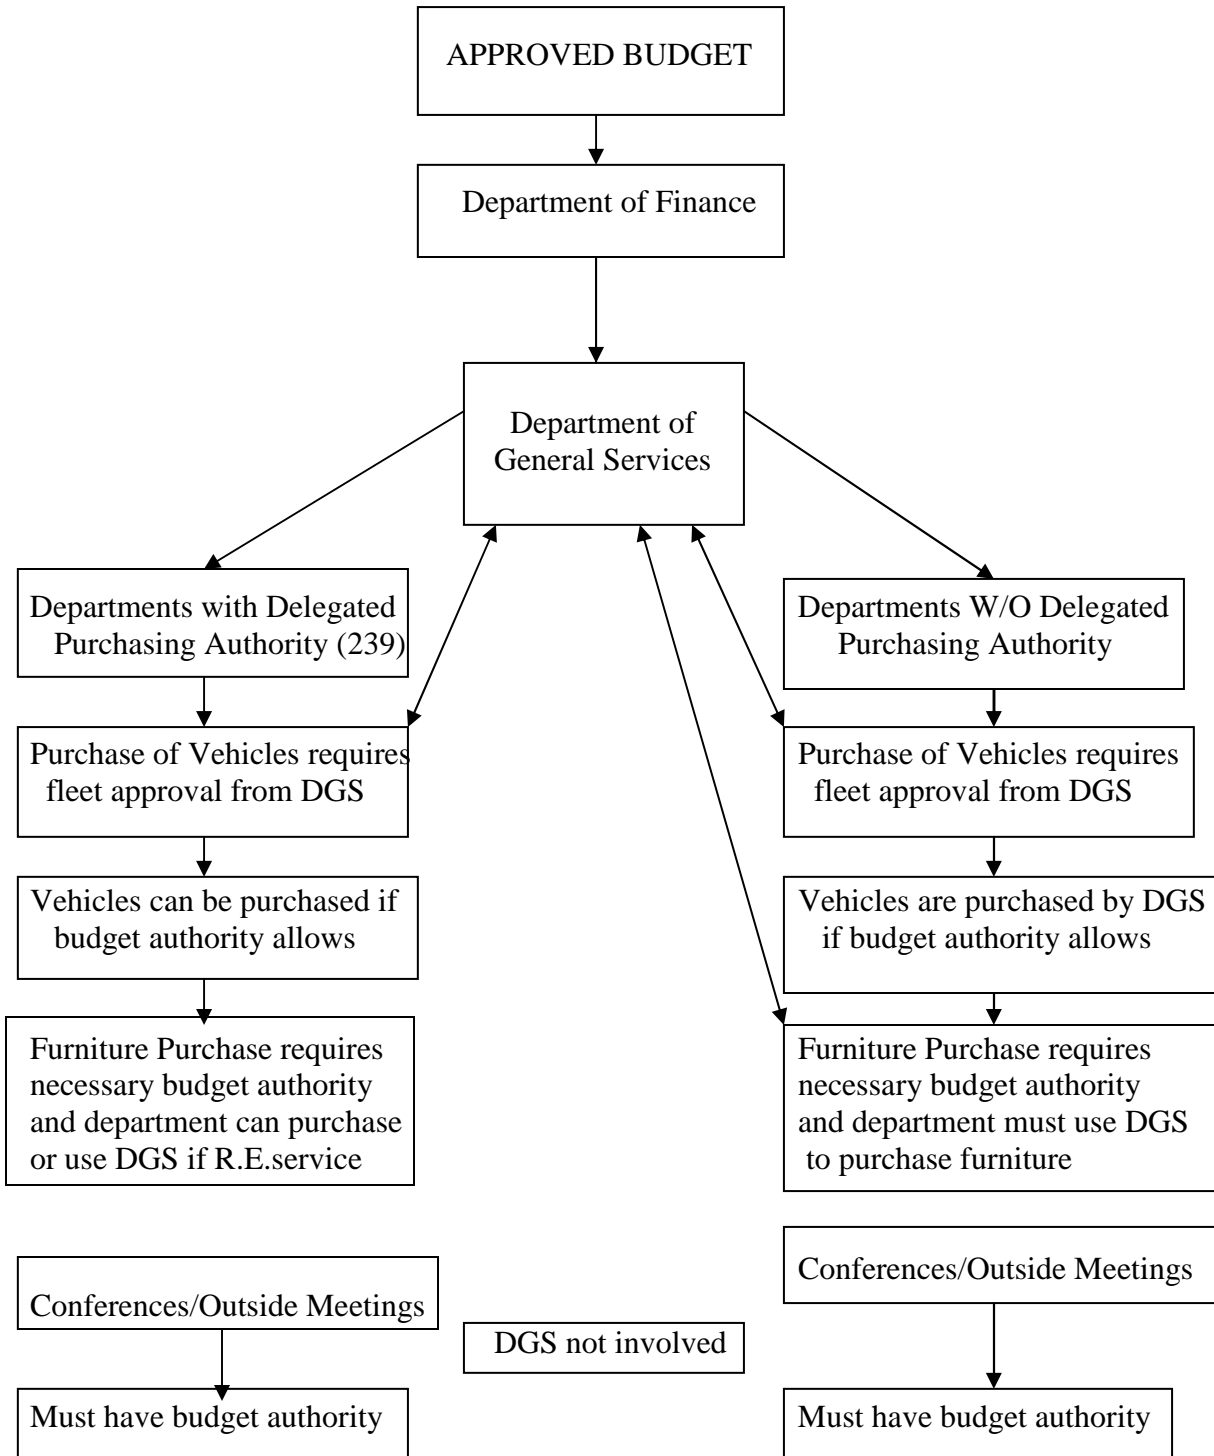 APPROVED BUDGET
Department of Finance
Department of
General Services
Departments with Delegated
Purchasing Authority (239)
Departments W/O Delegated
Purchasing Authority
Purchase of Vehicles requires
fleet approval from DGS
Purchase of Vehicles requires
fleet approval from DGS
Vehicles can be purchased if
budget authority allows
Vehicles are purchased by DGS
if budget authority allows
Furniture Purchase requires
necessary budget authority
and department can purchase
or use DGS if R.E.service
Furniture Purchase requires
necessary budget authority
and department must use DGS
to purchase furniture
Conferences/Outside Meetings
Conferences/Outside Meetings
DGS not involved
Must have budget authority
Must have budget authority